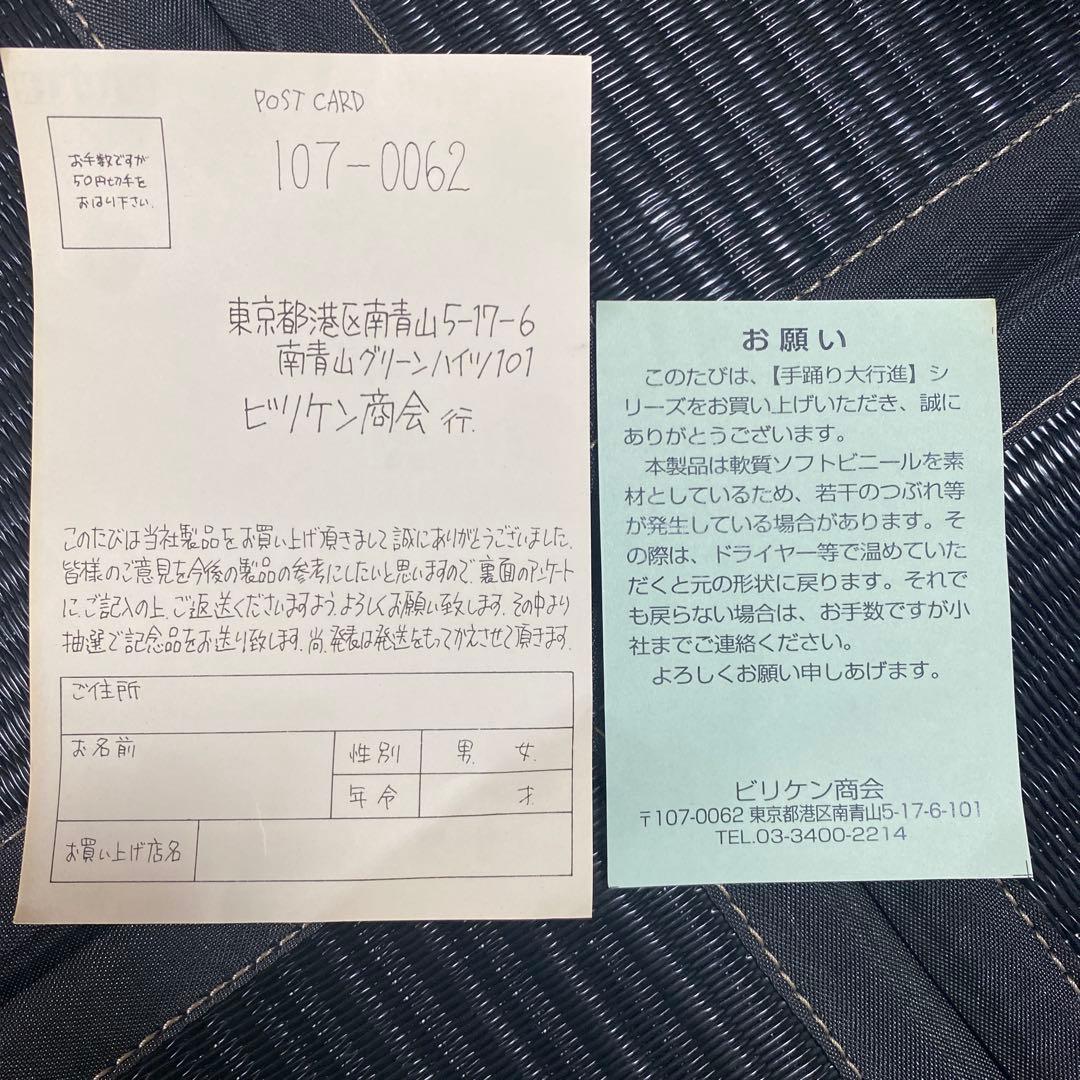 POST CARD
お手数ですが
50円切手を
おはり下さい.
107-0062
東京都港区南青山5-17-6
南青山グリーンハイツ101
ビリケン商会 行.
このたびは当社製品をお買い上げ頂きまして誠にありがとうございました.
皆様のご意見を今後の製品の参考にしたいと思いますので、裏面のアンケート
に、ご記入の上、ご返送くださいますよう、よろしくお願い致します. その中より
抽選で記念品をお送り致します. 尚、発表は発送をもってかえさせて頂きます.
ご住所
お名前
性別
男. 女.
年令
才.
お買い上げ店名
お願い
このたびは、【手踊り大行進】シ
リーズをお買い上げいただき、誠に
ありがとうございます。
本製品は軟質ソフトビニールを素
材としているため、若干のつぶれ等
が発生している場合があります。そ
の際は、ドライヤー等で温めていた
だくと元の形状に戻ります。それで
も戻らない場合は、お手数ですが小
社までご連絡ください。
よろしくお願い申しあげます。
ビリケン商会
〒107-0062 東京都港区南青山5-17-6-101
TEL.03-3400-2214